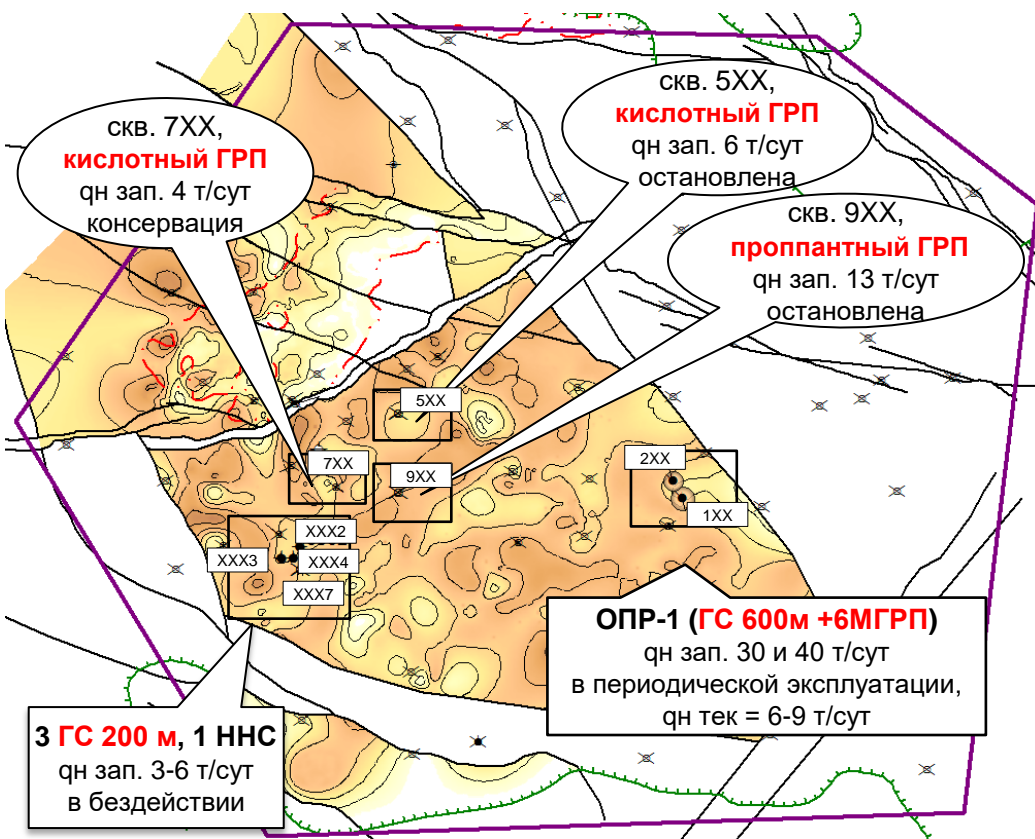 скв. 7XX,
кислотный ГРП
qн зап. 4 т/сут
консервация
скв. 5XX,
кислотный ГРП
qн зап. 6 т/сут
остановлена
скв. 9XX,
проппантный ГРП
qн зап. 13 т/сут
остановлена
5XX
7XX
9XX
2XX
1XX
XXX2
XXX3
XXX4
XXX7
ОПР-1 (ГС 600м +6МГРП)
qн зап. 30 и 40 т/сут
в периодической эксплуатации,
qн тек = 6-9 т/сут
3 ГС 200 м, 1 ННС
qн зап. 3-6 т/сут
в бездействии